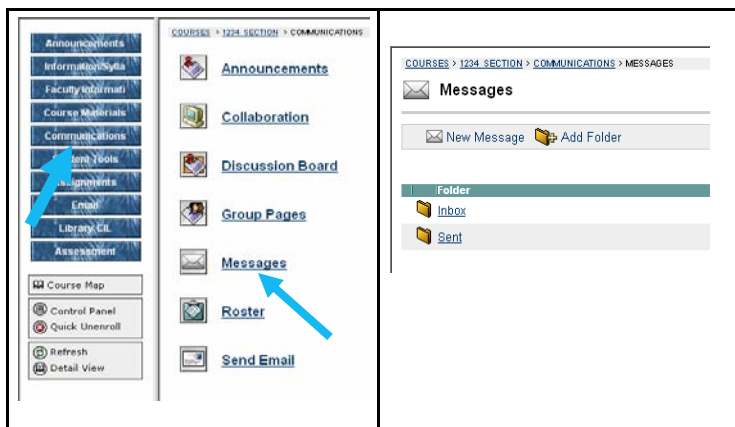 Announcements
Information/Sylla
Faculty Informati
Course Materials
Communications
Tools
Assignments
Email
Library/CIL
Assessment
Course Map
Control Panel
Quick Unenroll
Refresh
Detail View
COURSES > 1234 SECTION > COMMUNICATIONS
Announcements
Collaboration
Discussion Board
Group Pages
Messages
Roster
Send Email
COURSES > 1234 SECTION > COMMUNICATIONS > MESSAGES
Messages
New Message Add Folder
Folder
Inbox
Sent